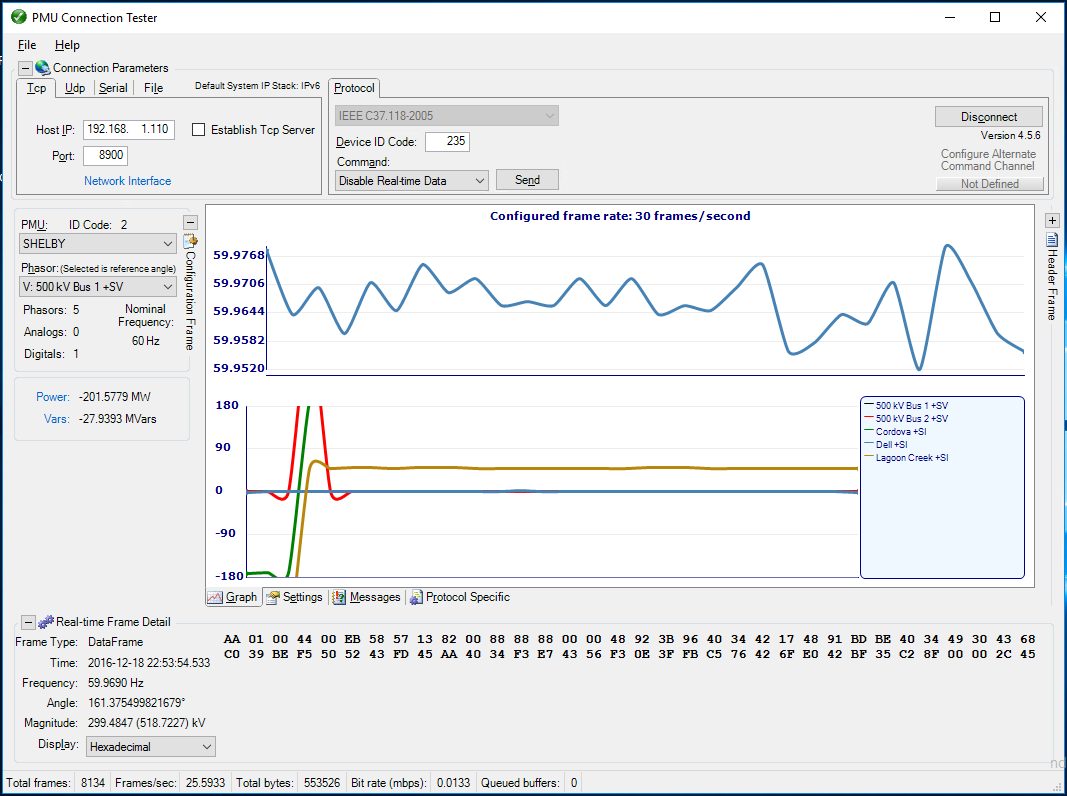 PMU Connection Tester
File Help
Connection Parameters
Tcp Udp Serial File Default System IP Stack: IPv6
Host IP: 192.168. 1.110 Establish Tcp Server
Port: 8900
Network Interface
Protocol
IEEE C37.118-2005
Device ID Code: 235
Command:
Disable Real-time Data Send
Disconnect
Version 4.5.6
Configure Alternate
Command Channel
Not Defined
PMU: ID Code: 2
SHELBY
Phasor: (Selected is reference angle)
V: 500 kV Bus 1 +SV
Phasors: 5 Nominal
Frequency:
Analogs: 0
60 Hz
Digitals: 1
Power: -201.5779 MW
Vars: -27.9393 MVars
Configuration Frame
Configured frame rate: 30 frames/second
59.9768
59.9706
59.9644
59.9582
59.9520
180
90
0
-90
-180
500 kV Bus 1 +SV
500 kV Bus 2 +SV
Cordova +SI
Dell +SI
Lagoon Creek +SI
Header Frame
Graph Settings Messages Protocol Specific
Real-time Frame Detail
Frame Type: DataFrame
Time: 2016-12-18 22:53:54.533
Frequency: 59.9690 Hz
Angle: 161.375499821679°
Magnitude: 299.4847 (518.7227) kV
Display: Hexadecimal
AA 01 00 44 00 EB 58 57 13 82 00 88 88 88 00 00 48 92 3B 96 40 34 42 17 48 91 BD BE 40 34 49 30 43 68
C0 39 BE F5 50 52 43 FD 45 AA 40 34 F3 E7 43 56 F3 0E 3F FB C5 76 42 6F E0 42 BF 35 C2 8F 00 00 2C 45
Total frames: 8134 Frames/sec: 25.5933 Total bytes: 553526 Bit rate (mbps): 0.0133 Queued buffers: 0